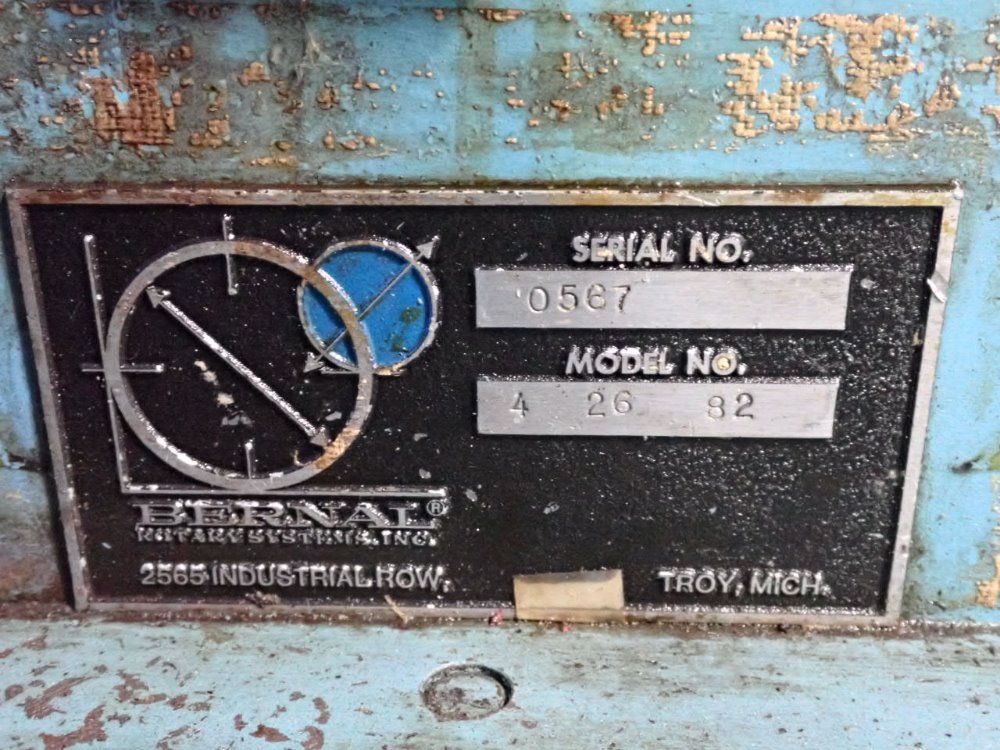 SERIAL NO.
0567
MODEL NO.
4 26 82
BERNAL®
ROTARY SYSTEMS, INC.
2565 INDUSTRIAL ROW, TROY, MICH.